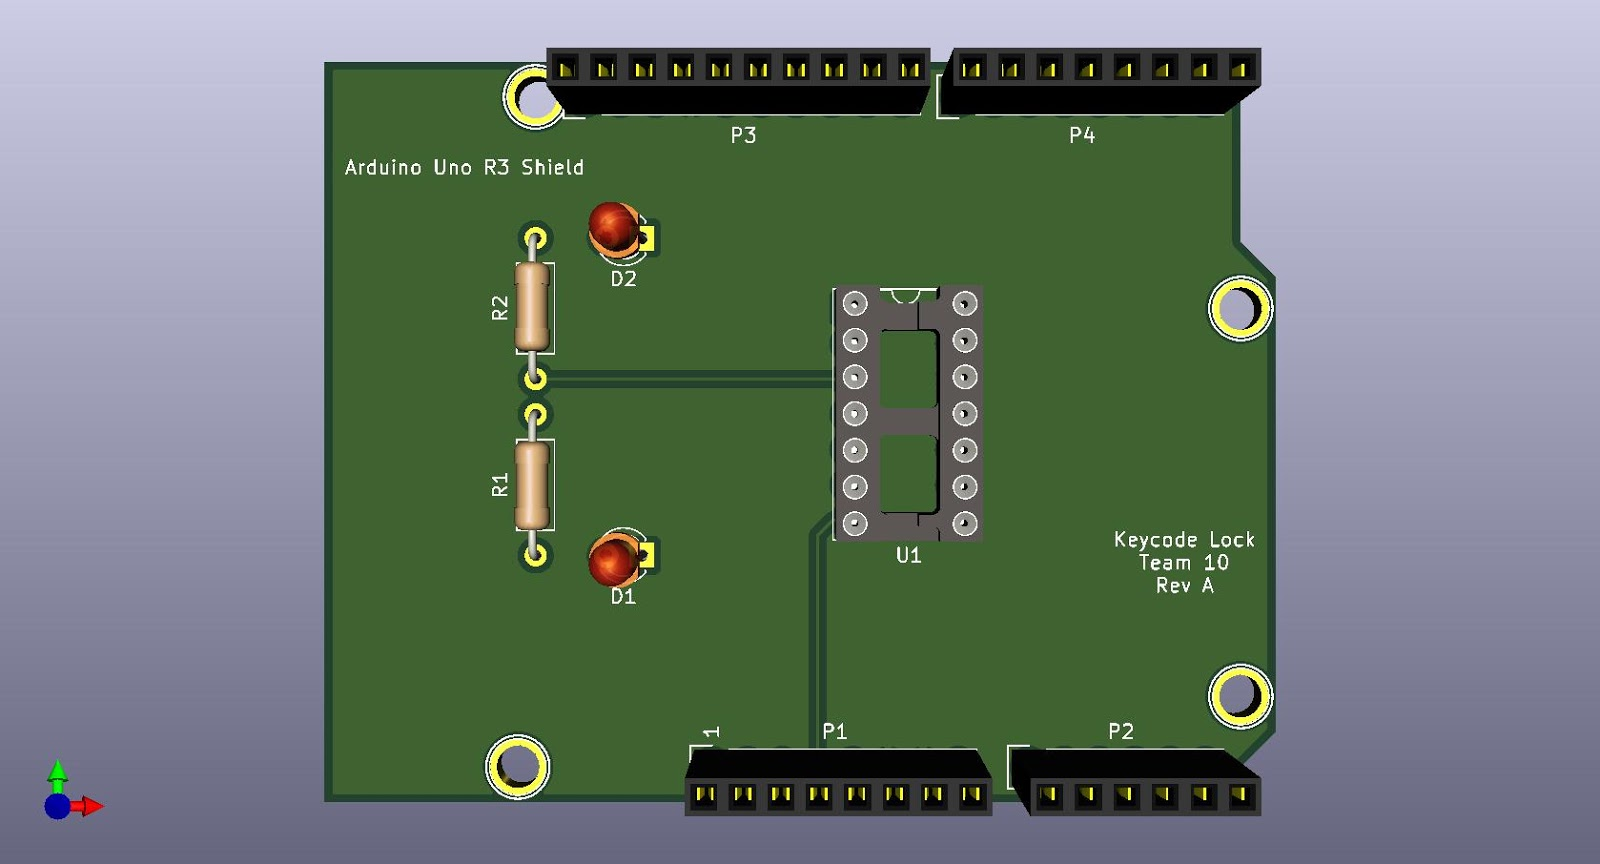 P3
P4
Arduino Uno R3 Shield
D2
R2
R1
U1
Keycode Lock
Team 10
Rev A
D1
1
P1
P2